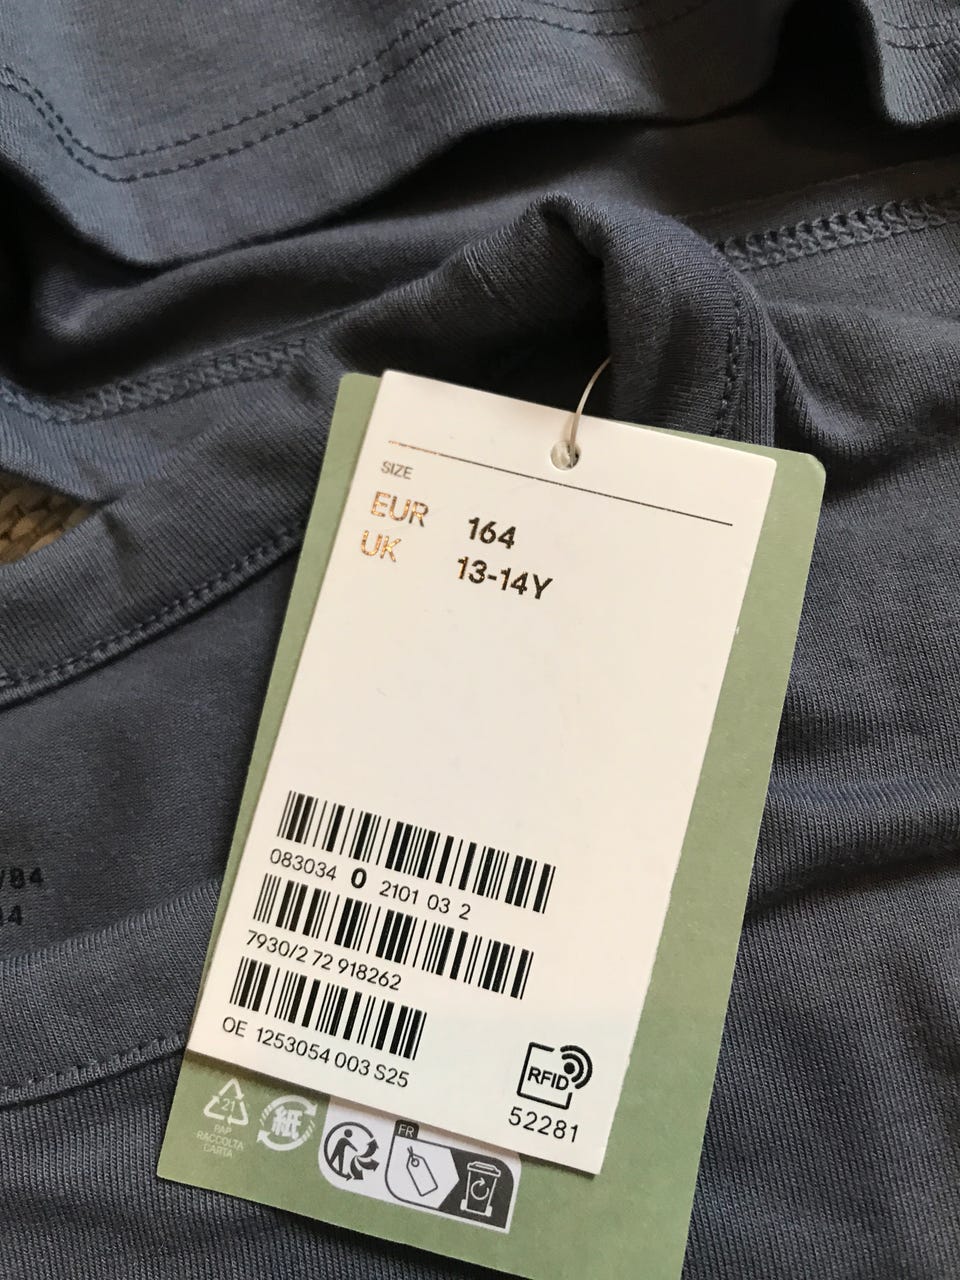 SIZE
EUR 164
UK 13-14Y
083034 0 2101 03 2
7930/2 72 918262
OE 1253054 003 S25
RFID
52281
21
PAP
RACCOLTA
CARTA
紙
FR
/84